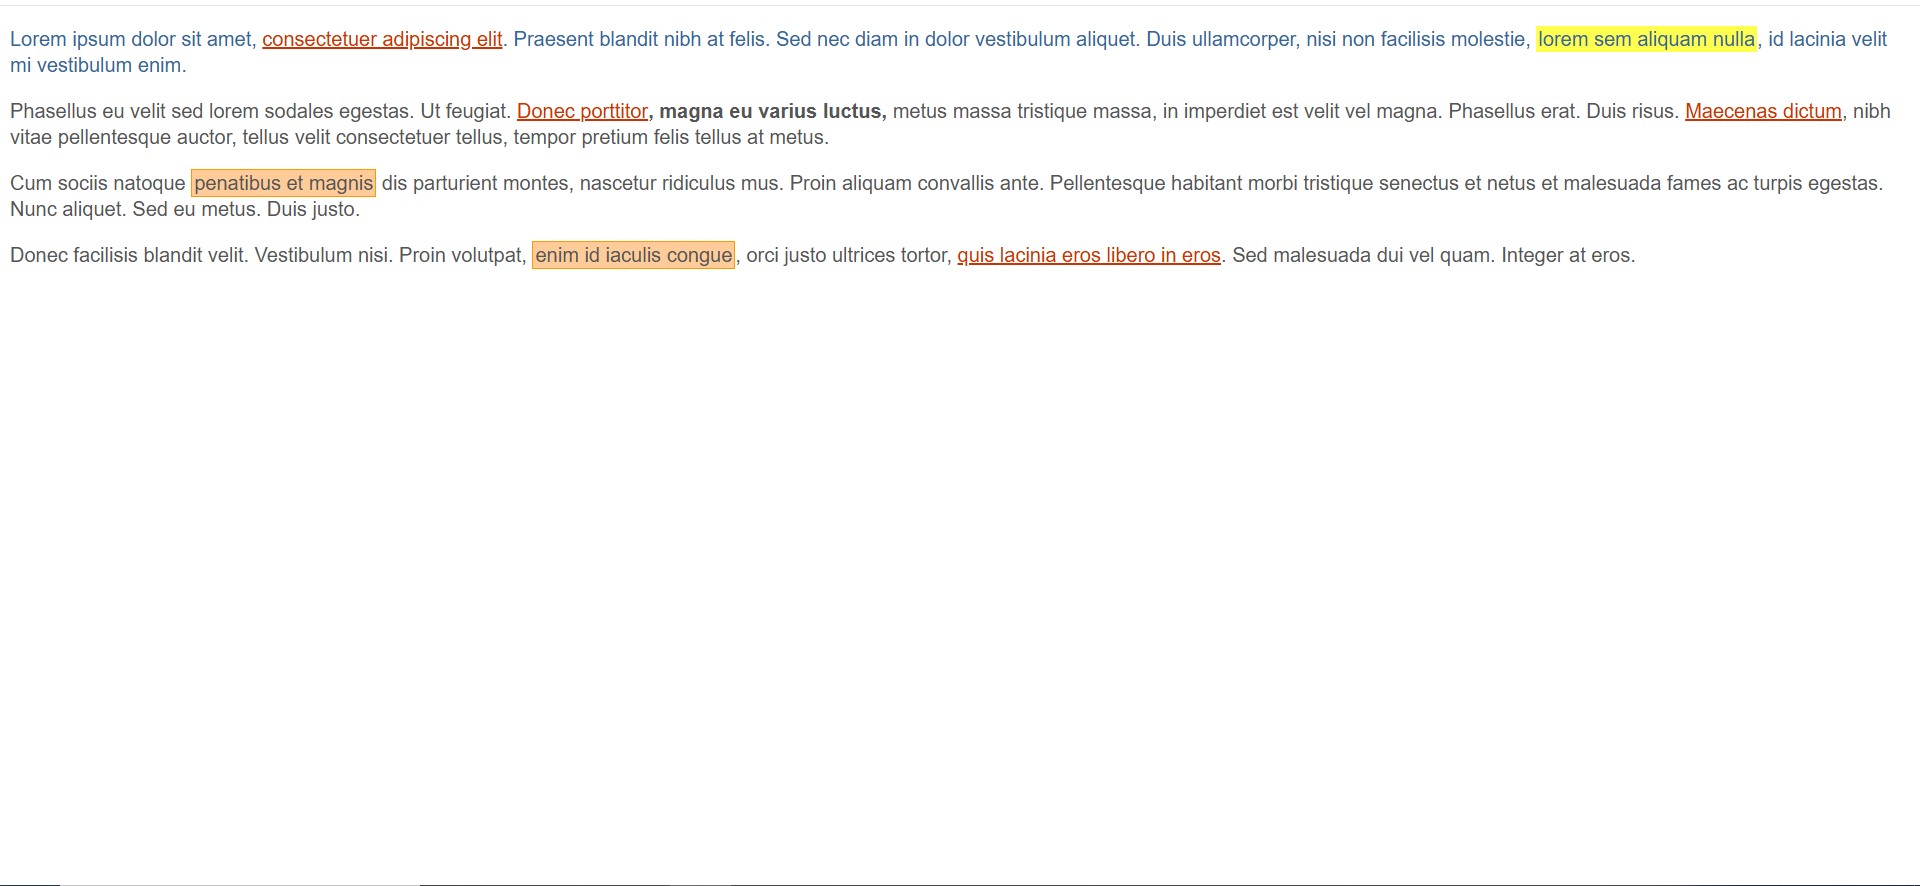 Lorem ipsum dolor sit amet, consectetuer adipiscing elit. Praesent blandit nibh at felis. Sed nec diam in dolor vestibulum aliquet. Duis ullamcorper, nisi non facilisis molestie, lorem sem aliquam nulla, id lacinia velit
mi vestibulum enim.
Phasellus eu velit sed lorem sodales egestas. Ut feugiat. Donec porttitor, magna eu varius luctus, metus massa tristique massa, in imperdiet est velit vel magna. Phasellus erat. Duis risus. Maecenas dictum, nibh
vitae pellentesque auctor, tellus velit consectetuer tellus, tempor pretium felis tellus at metus.
Cum sociis natoque penatibus et magnis dis parturient montes, nascetur ridiculus mus. Proin aliquam convallis ante. Pellentesque habitant morbi tristique senectus et netus et malesuada fames ac turpis egestas.
Nunc aliquet. Sed eu metus. Duis justo.
Donec facilisis blandit velit. Vestibulum nisi. Proin volutpat, enim id iaculis congue, orci justo ultrices tortor, quis lacinia eros libero in eros. Sed malesuada dui vel quam. Integer at eros.